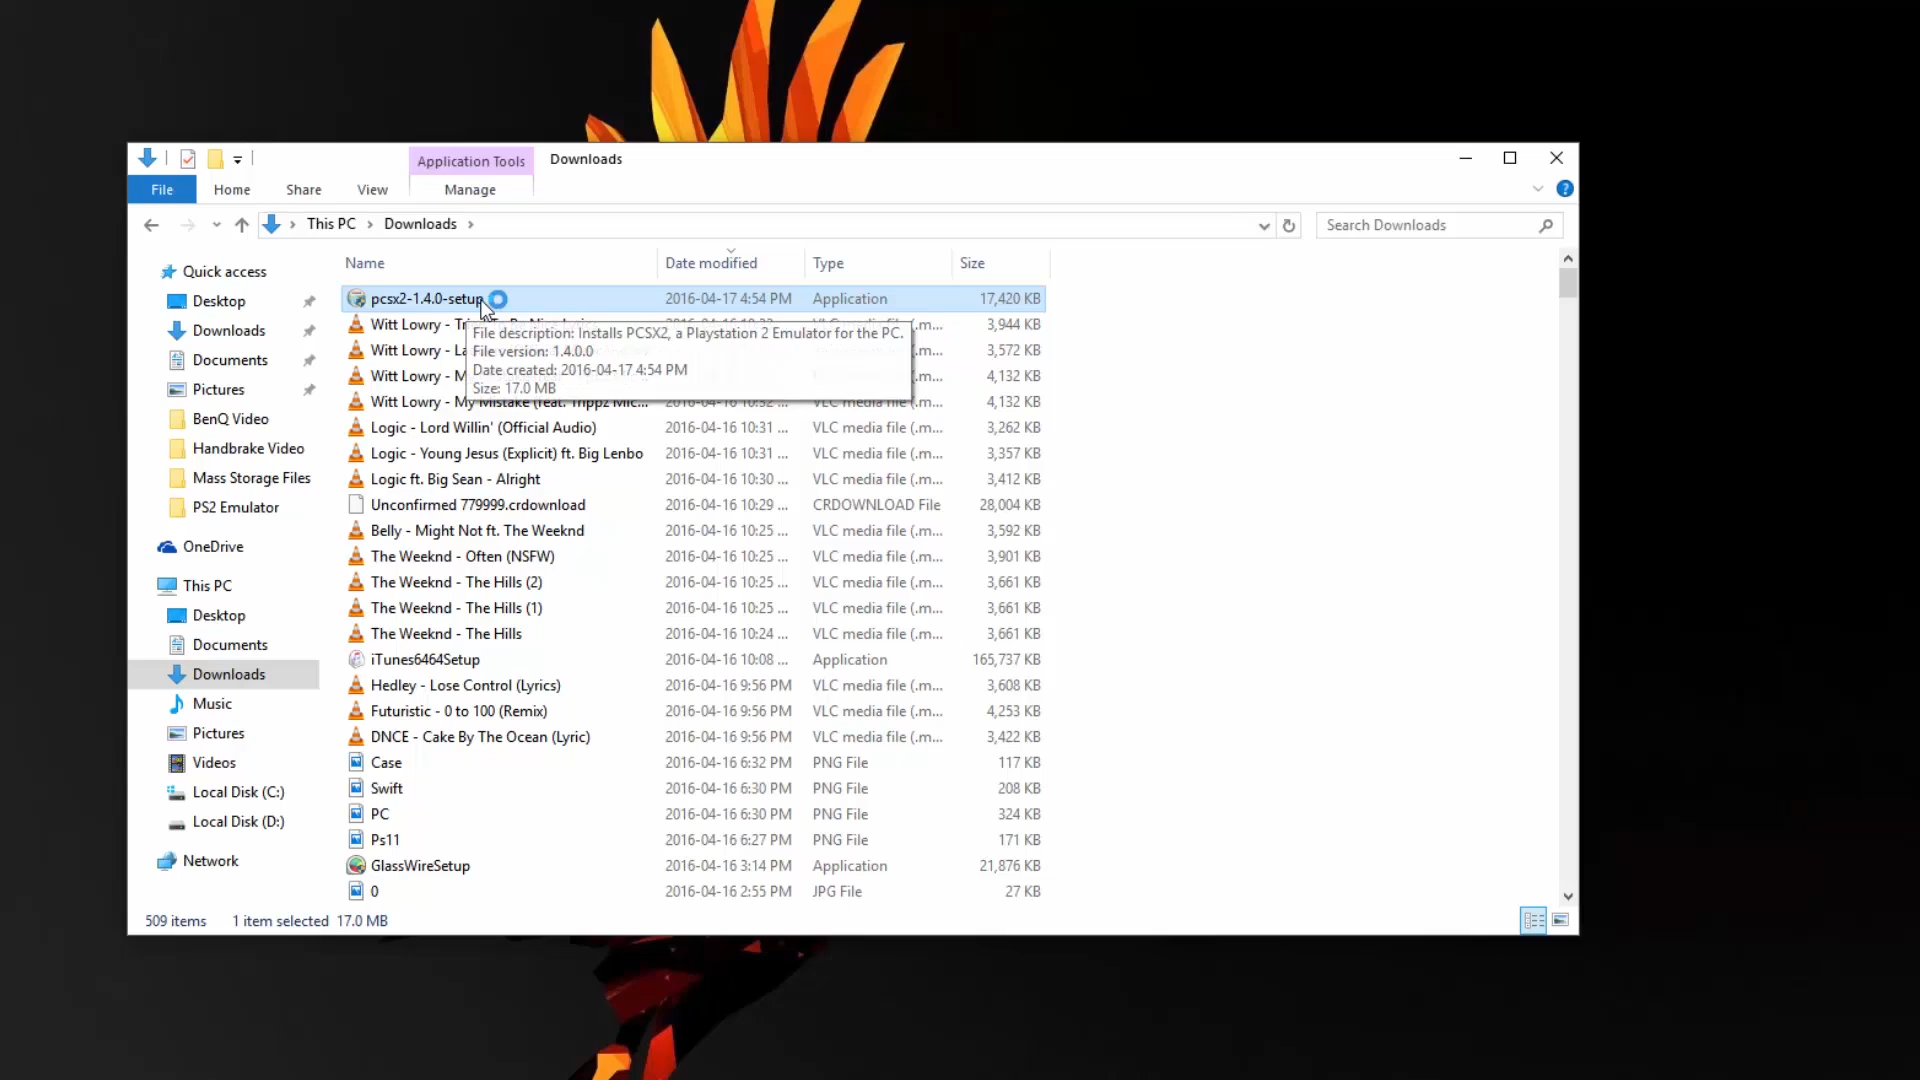 Application Tools
Downloads
File
Home
Share
View
Manage
This PC
Downloads
Search Downloads
Name
Date modified
Type
Size
Quick access
Desktop
Downloads
Documents
Pictures
BenQ Video
Handbrake Video
Mass Storage Files
PS2 Emulator
OneDrive
This PC
Desktop
Documents
Downloads
Music
Pictures
Videos
Local Disk (C:)
Local Disk (D:)
Network
pcsx2-1.4.0-setup 2016-04-17 4:54 PM Application 17,420 KB
Witt Lowry - .m... 3,944 KB
File description: Installs PCSX2, a Playstation 2 Emulator for the PC.
Witt Lowry - .m... 3,572 KB
File version: 1.4.0.0
Witt Lowry - 4,132 KB
Date created: 2016-04-17 4:54 PM
Size: 17.0 MB
Witt Lowry - My Mistake (feat. Trippz Mic... 2016-04-16 10:32 ... VLC media file (.m... 4,132 KB
Logic - Lord Willin' (Official Audio) 2016-04-16 10:31 ... VLC media file (.m... 3,262 KB
Logic - Young Jesus (Explicit) ft. Big Lenbo 2016-04-16 10:31 ... VLC media file (.m... 3,357 KB
Logic ft. Big Sean - Alright 2016-04-16 10:30 ... VLC media file (.m... 3,412 KB
Unconfirmed 779999.crdownload 2016-04-16 10:29 ... CRDOWNLOAD File 28,004 KB
Belly - Might Not ft. The Weeknd 2016-04-16 10:25 ... VLC media file (.m... 3,592 KB
The Weeknd - Often (NSFW) 2016-04-16 10:25 ... VLC media file (.m... 3,901 KB
The Weeknd - The Hills (2) 2016-04-16 10:25 ... VLC media file (.m... 3,661 KB
The Weeknd - The Hills (1) 2016-04-16 10:25 ... VLC media file (.m... 3,661 KB
The Weeknd - The Hills 2016-04-16 10:24 ... VLC media file (.m... 3,661 KB
iTunes6464Setup 2016-04-16 10:08 ... Application 165,737 KB
Hedley - Lose Control (Lyrics) 2016-04-16 9:56 PM VLC media file (.m... 3,608 KB
Futuristic - 0 to 100 (Remix) 2016-04-16 9:56 PM VLC media file (.m... 4,253 KB
DNCE - Cake By The Ocean (Lyric) 2016-04-16 9:56 PM VLC media file (.m... 3,422 KB
Case 2016-04-16 6:32 PM PNG File 117 KB
Swift 2016-04-16 6:30 PM PNG File 208 KB
PC 2016-04-16 6:30 PM PNG File 324 KB
Ps11 2016-04-16 6:27 PM PNG File 171 KB
GlassWireSetup 2016-04-16 3:14 PM Application 21,876 KB
0 2016-04-16 2:55 PM JPG File 27 KB
509 items 1 item selected 17.0 MB